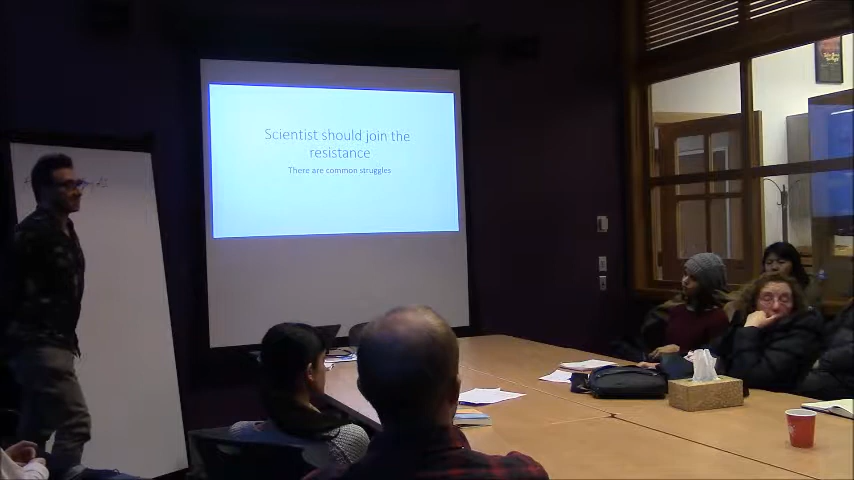 Scientist should join the
resistance
There are common struggles